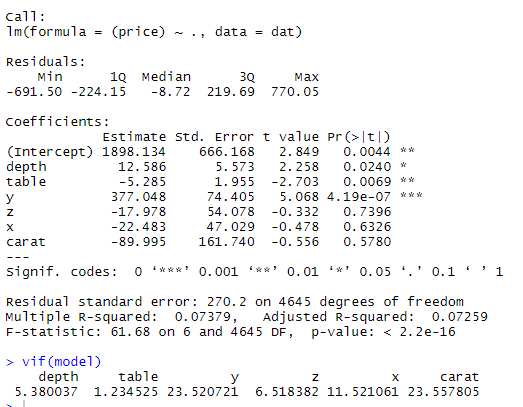 Call:
lm(formula = (price) ~ ., data = dat)
Residuals:
Min 1Q Median 3Q Max
-691.50 -224.15 -8.72 219.69 770.05
Coefficients:
Estimate Std. Error t value Pr(>|t|)
(Intercept) 1898.134 666.168 2.849 0.0044 **
depth 12.586 5.573 2.258 0.0240 *
table -5.285 1.955 -2.703 0.0069 **
y 377.048 74.405 5.068 4.19e-07 ***
z -17.978 54.078 -0.332 0.7396
x -22.483 47.029 -0.478 0.6326
carat -89.995 161.740 -0.556 0.5780
---
Signif. codes: 0 ‘***’ 0.001 ‘**’ 0.01 ‘*’ 0.05 ‘.’ 0.1 ‘ ’ 1
Residual standard error: 270.2 on 4645 degrees of freedom
Multiple R-squared: 0.07379, Adjusted R-squared: 0.07259
F-statistic: 61.68 on 6 and 4645 DF, p-value: < 2.2e-16
> vif(model)
depth table y z x carat
5.380037 1.234525 23.520721 6.518382 11.521061 23.557805
>